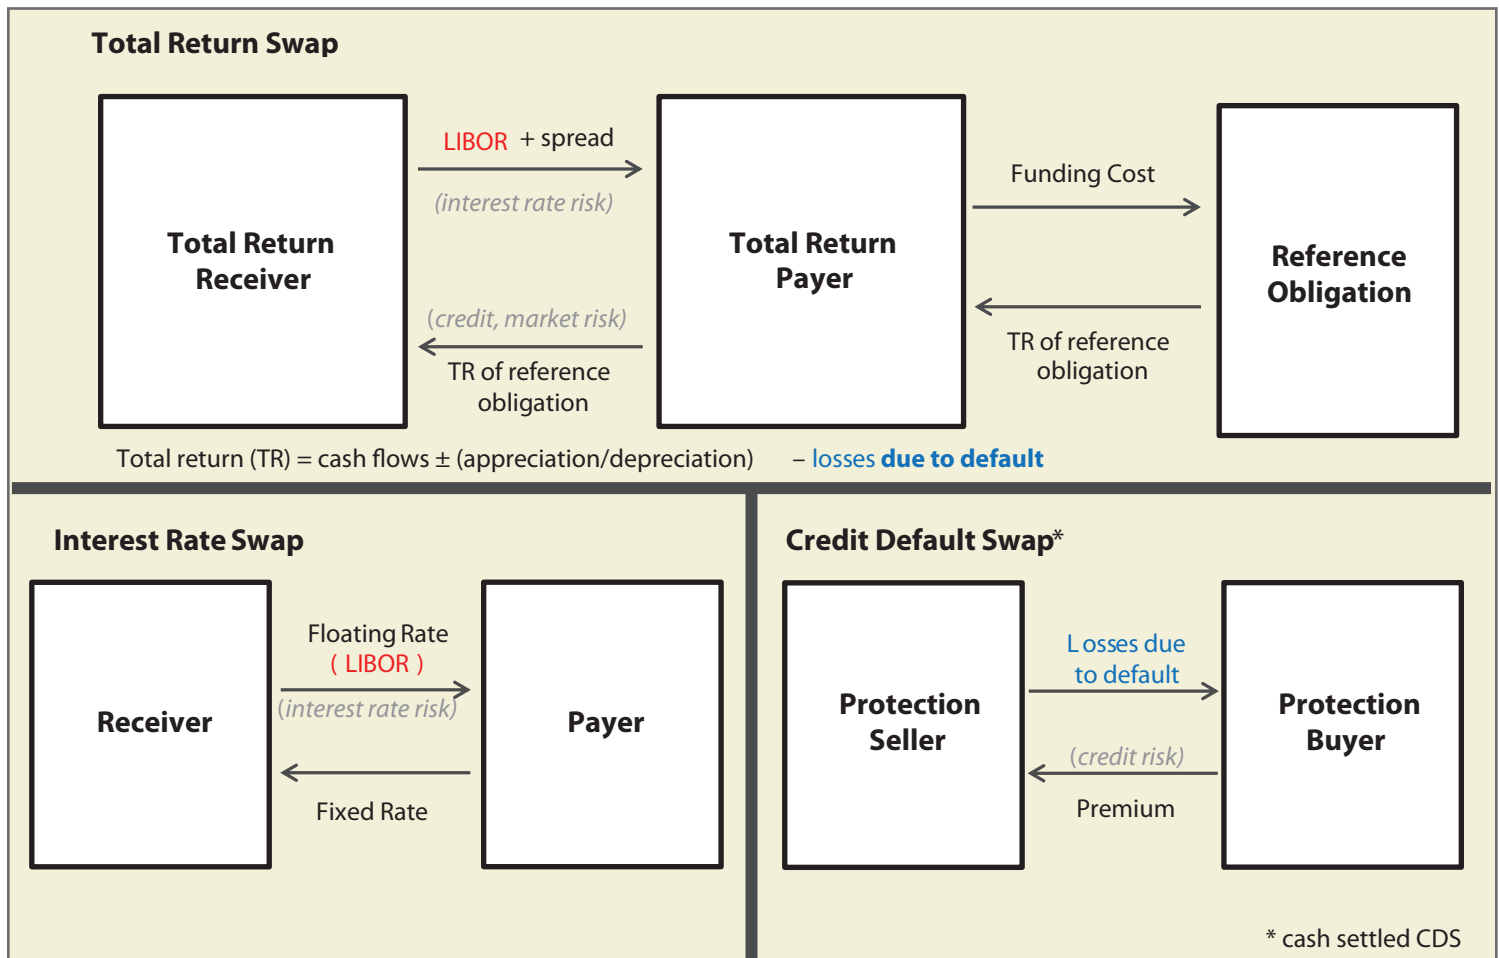 Total Return Swap
Total Return
Receiver
LIBOR + spread
(interest rate risk)
(credit, market risk)
TR of reference
obligation
Total Return
Payer
Funding Cost
TR of reference
obligation
Reference
Obligation
Total return (TR) = cash flows ± (appreciation/depreciation) – losses due to default
Interest Rate Swap
Receiver
Floating Rate
( LIBOR )
(interest rate risk)
Fixed Rate
Payer
Credit Default Swap*
Protection
Seller
Losses due
to default
(credit risk)
Premium
Protection
Buyer
* cash settled CDS